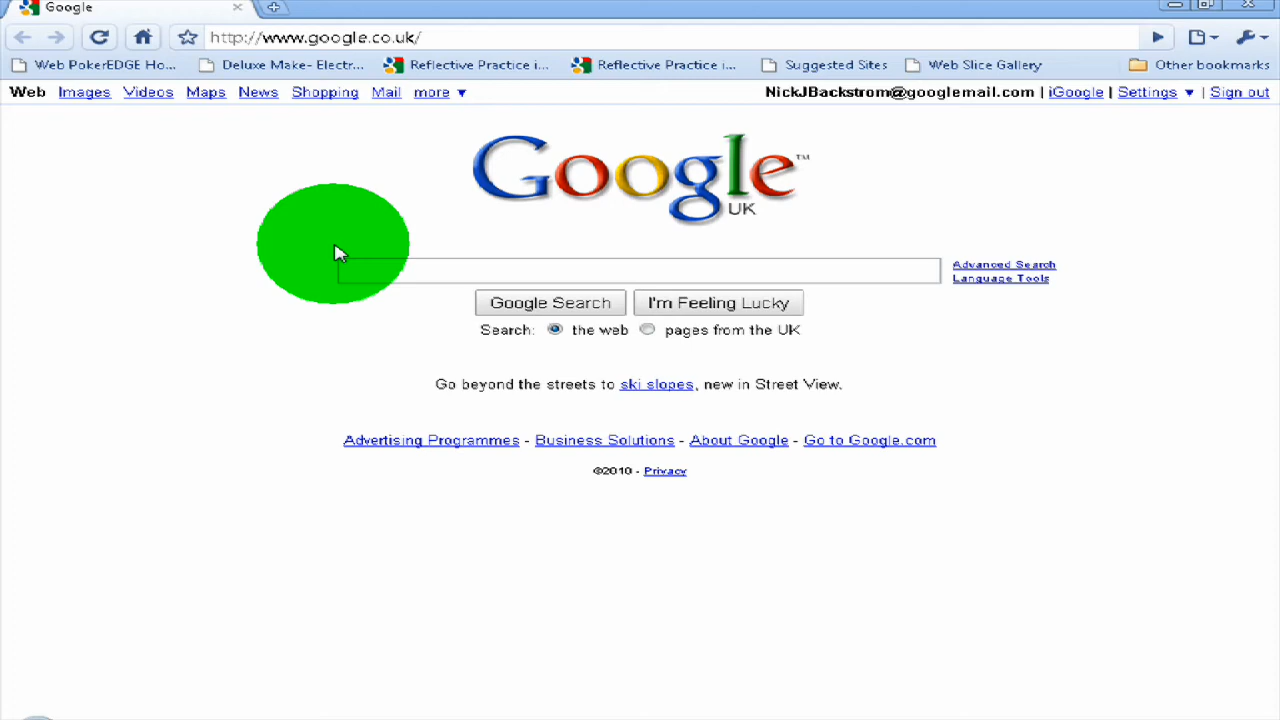 Google
http://www.google.co.uk/
Web PokerEDGE Ho... Deluxe Make- Electr... Reflective Practice i... Reflective Practice i... Suggested Sites Web Slice Gallery Other bookmarks
Web Images Videos Maps News Shopping Mail more ▼ NickJBackstrom@googlemail.com | iGoogle | Settings ▼ | Sign out
Google™
UK
Advanced Search
Language Tools
Google Search I'm Feeling Lucky
Search: the web pages from the UK
Go beyond the streets to ski slopes, new in Street View.
Advertising Programmes - Business Solutions - About Google - Go to Google.com
©2010 - Privacy